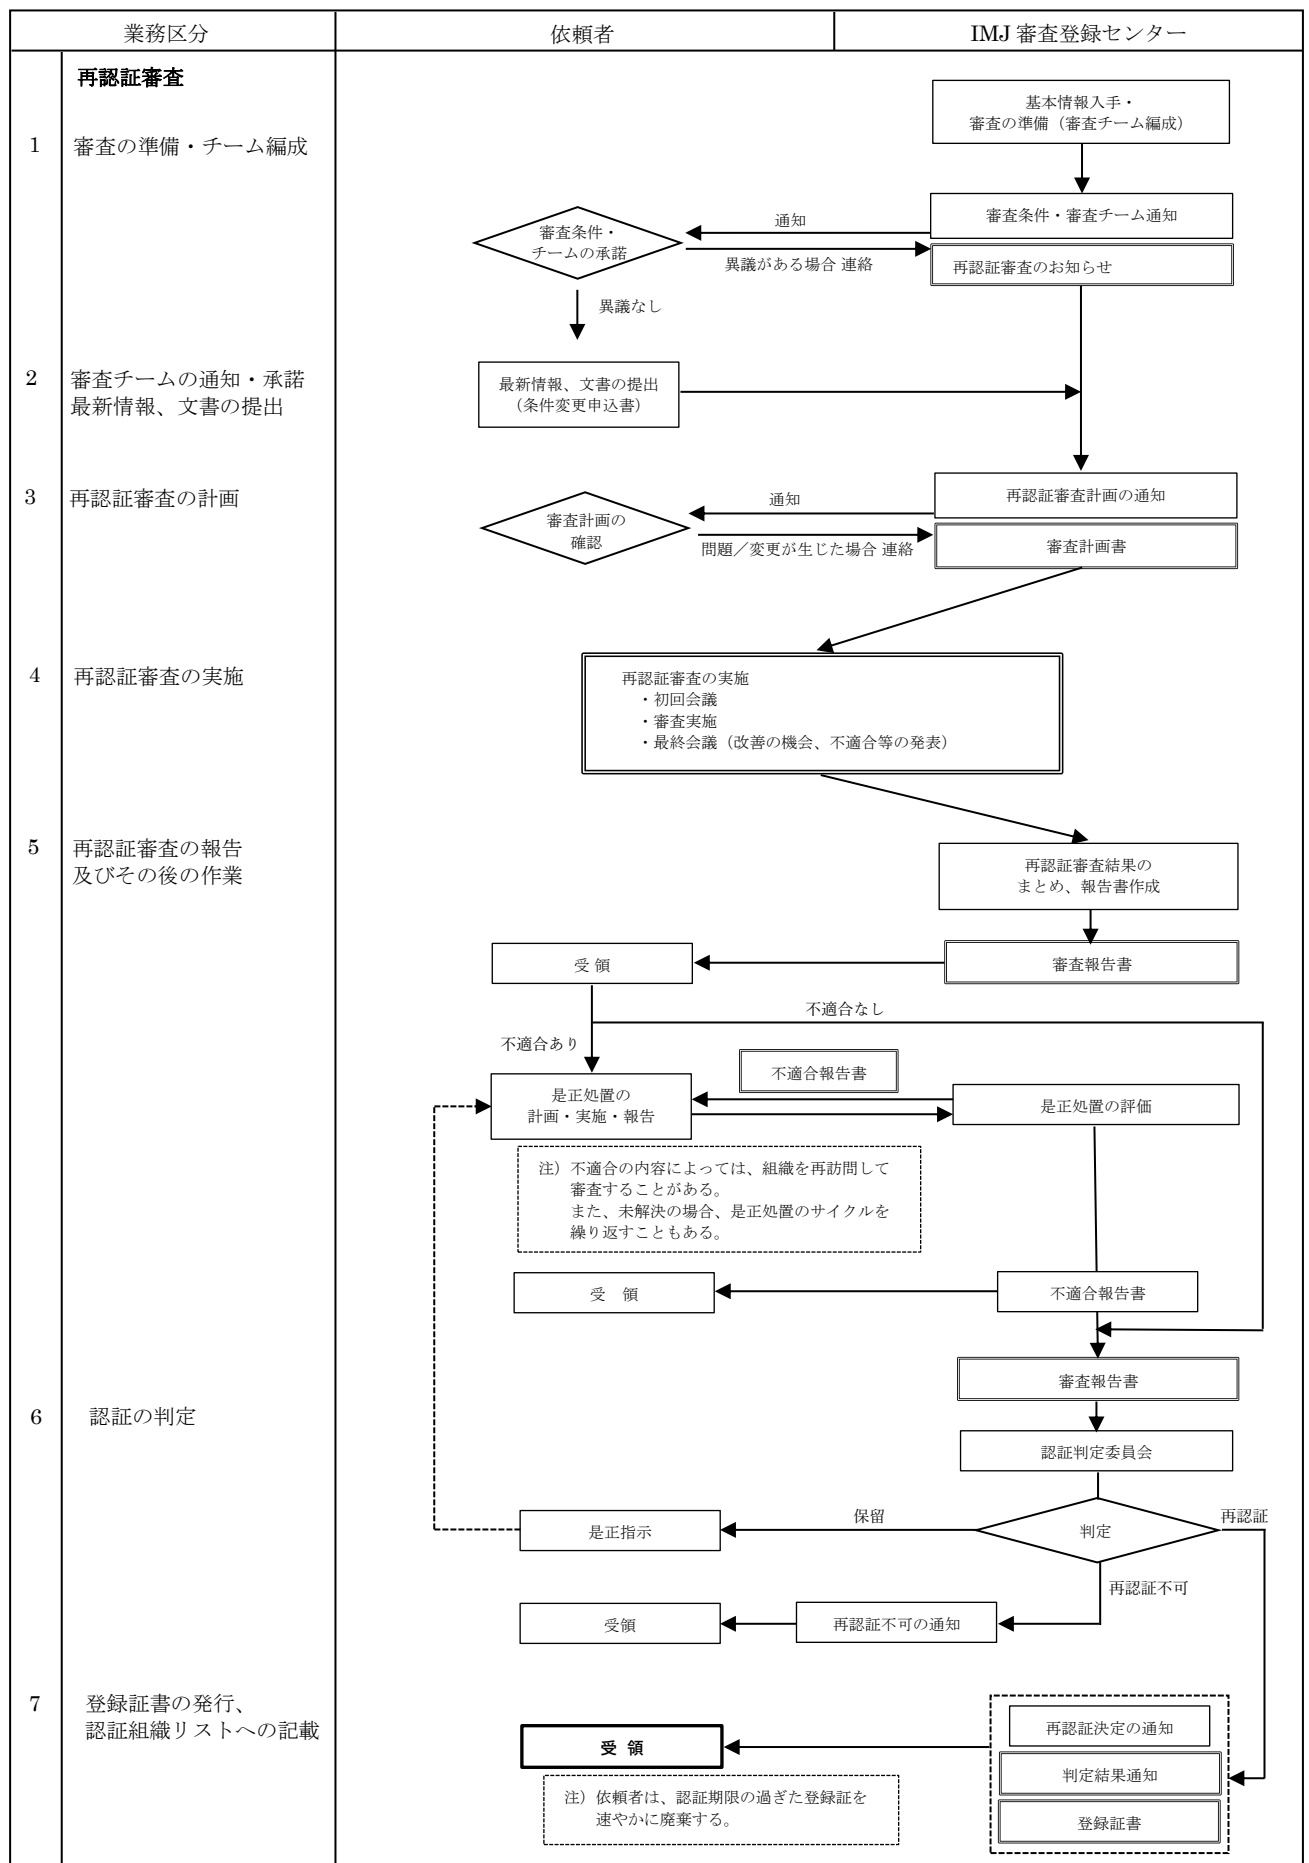 業務区分
依頼者
IMJ 審査登録センター
再認証審査
基本情報入手・
審査の準備（審査チーム編成）
1
審査の準備・チーム編成
審査条件・審査チーム通知
通知
審査条件・
チームの承諾
異議がある場合 連絡
再認証審査のお知らせ
異議なし
2
審査チームの通知・承諾
最新情報、文書の提出
最新情報、文書の提出
（条件変更申込書）
3
再認証審査の計画
再認証審査計画の通知
通知
審査計画の
確認
問題／変更が生じた場合 連絡
審査計画書
4
再認証審査の実施
再認証審査の実施
・初回会議
・審査実施
・最終会議（改善の機会、不適合等の発表）
5
再認証審査の報告
及びその後の作業
再認証審査結果の
まとめ、報告書作成
受 領
審査報告書
不適合なし
不適合あり
不適合報告書
是正処置の
計画・実施・報告
是正処置の評価
注）不適合の内容によっては、組織を再訪問して
審査することがある。
また、未解決の場合、是正処置のサイクルを
繰り返すこともある。
受　領
不適合報告書
審査報告書
6
認証の判定
認証判定委員会
保留
再認証
是正指示
判定
再認証不可
受領
再認証不可の通知
7
登録証書の発行、
認証組織リストへの記載
再認証決定の通知
受 領
判定結果通知
注）依頼者は、認証期限の過ぎた登録証を
速やかに廃棄する。
登録証書